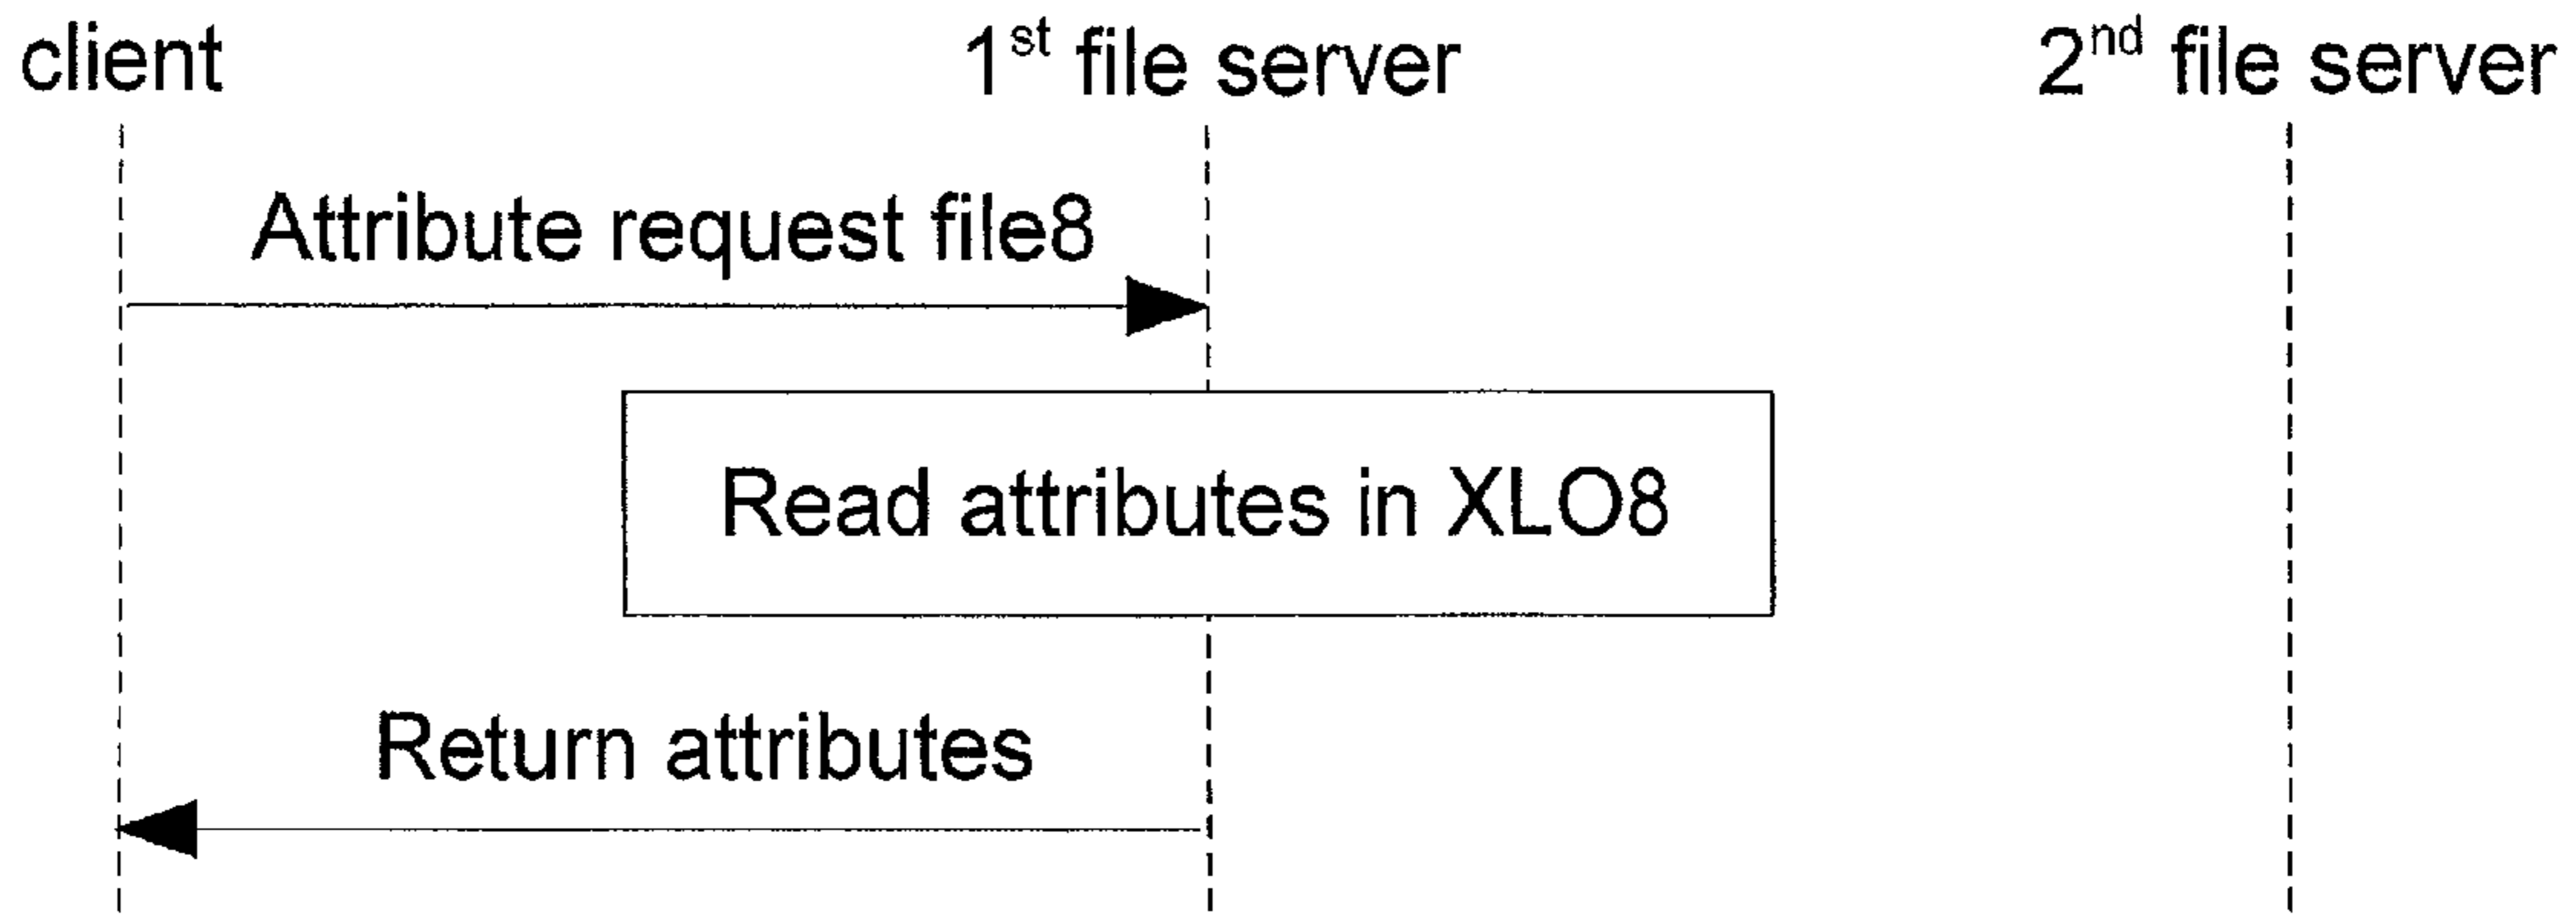 client 1st file server 2nd file server
Attribute request file8
Read attributes in XLO8
Return attributes